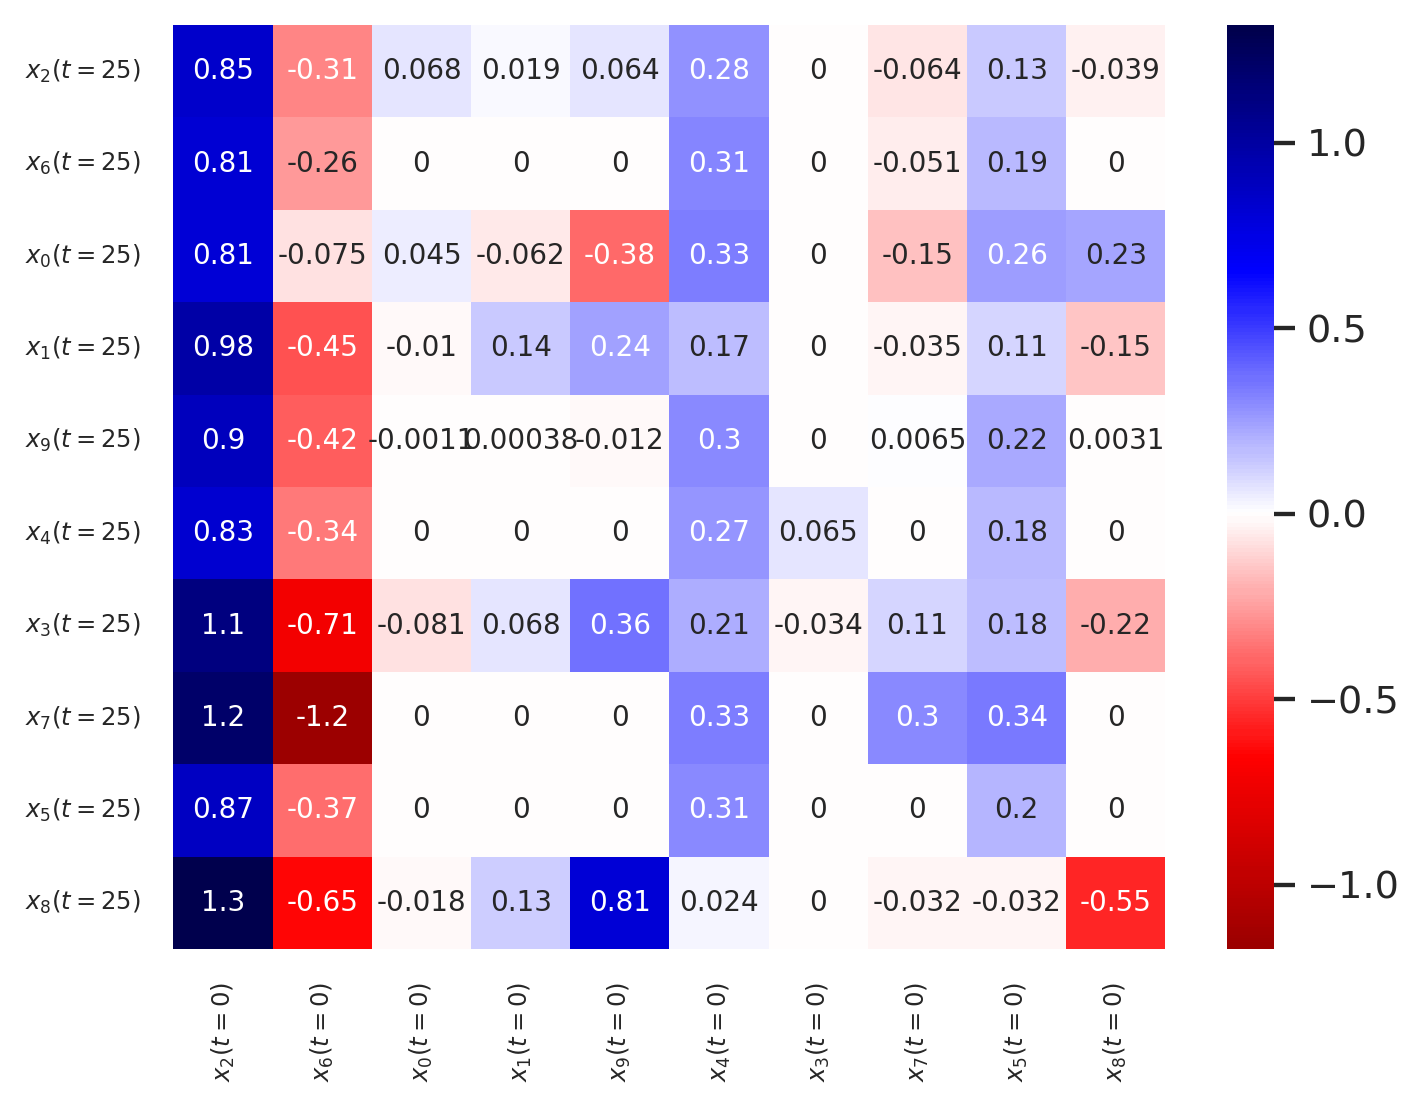 x₂(t = 25) 0.85 -0.31 0.068 0.019 0.064 0.28 0 -0.064 0.13 -0.039
x₆(t = 25) 0.81 -0.26 0 0 0 0.31 0 -0.051 0.19 0
x₀(t = 25) 0.81 -0.075 0.045 -0.062 -0.38 0.33 0 -0.15 0.26 0.23
x₁(t = 25) 0.98 -0.45 -0.01 0.14 0.24 0.17 0 -0.035 0.11 -0.15
x₉(t = 25) 0.9 -0.42 -0.0011 0.00038 -0.012 0.3 0 0.0065 0.22 0.0031
x₄(t = 25) 0.83 -0.34 0 0 0 0.27 0.065 0 0.18 0
x₃(t = 25) 1.1 -0.71 -0.081 0.068 0.36 0.21 -0.034 0.11 0.18 -0.22
x₇(t = 25) 1.2 -1.2 0 0 0 0.33 0 0.3 0.34 0
x₅(t = 25) 0.87 -0.37 0 0 0 0.31 0 0 0.2 0
x₈(t = 25) 1.3 -0.65 -0.018 0.13 0.81 0.024 0 -0.032 -0.032 -0.55
x₂(t = 0) x₆(t = 0) x₀(t = 0) x₁(t = 0) x₉(t = 0) x₄(t = 0) x₃(t = 0) x₇(t = 0) x₅(t = 0) x₈(t = 0)
1.0
0.5
0.0
−0.5
−1.0